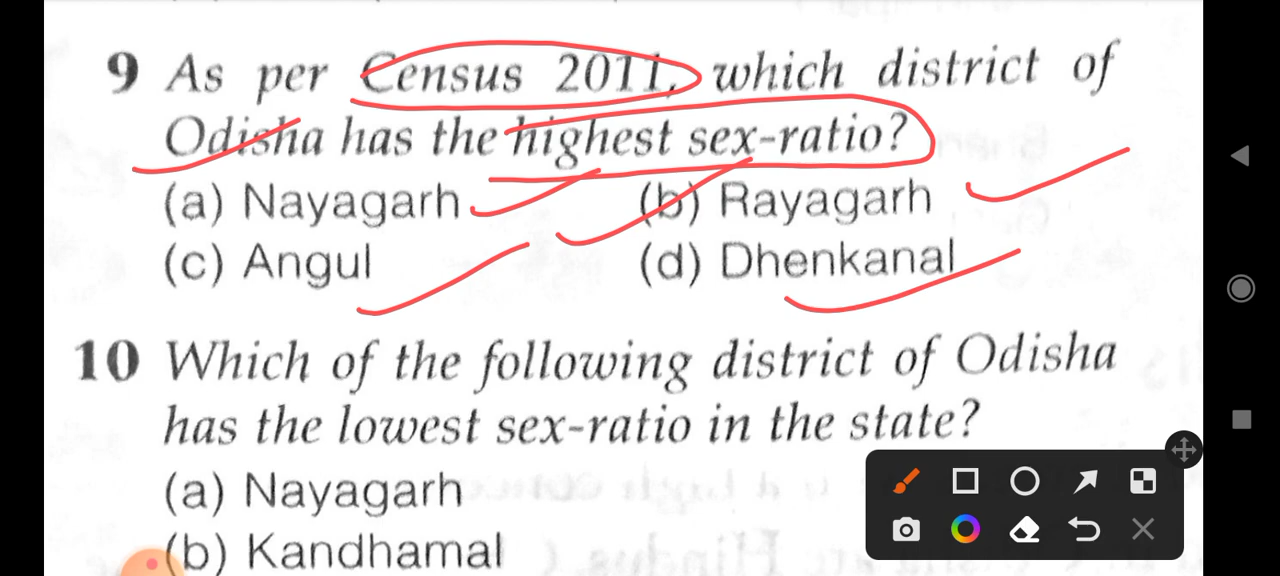 9 As per Census 2011, which district of
Odisha has the highest sex-ratio?
(a) Nayagarh (b) Rayagarh
(c) Angul (d) Dhenkanal
10 Which of the following district of Odisha
has the lowest sex-ratio in the state?
(a) Nayagarh
(b) Kandhamal